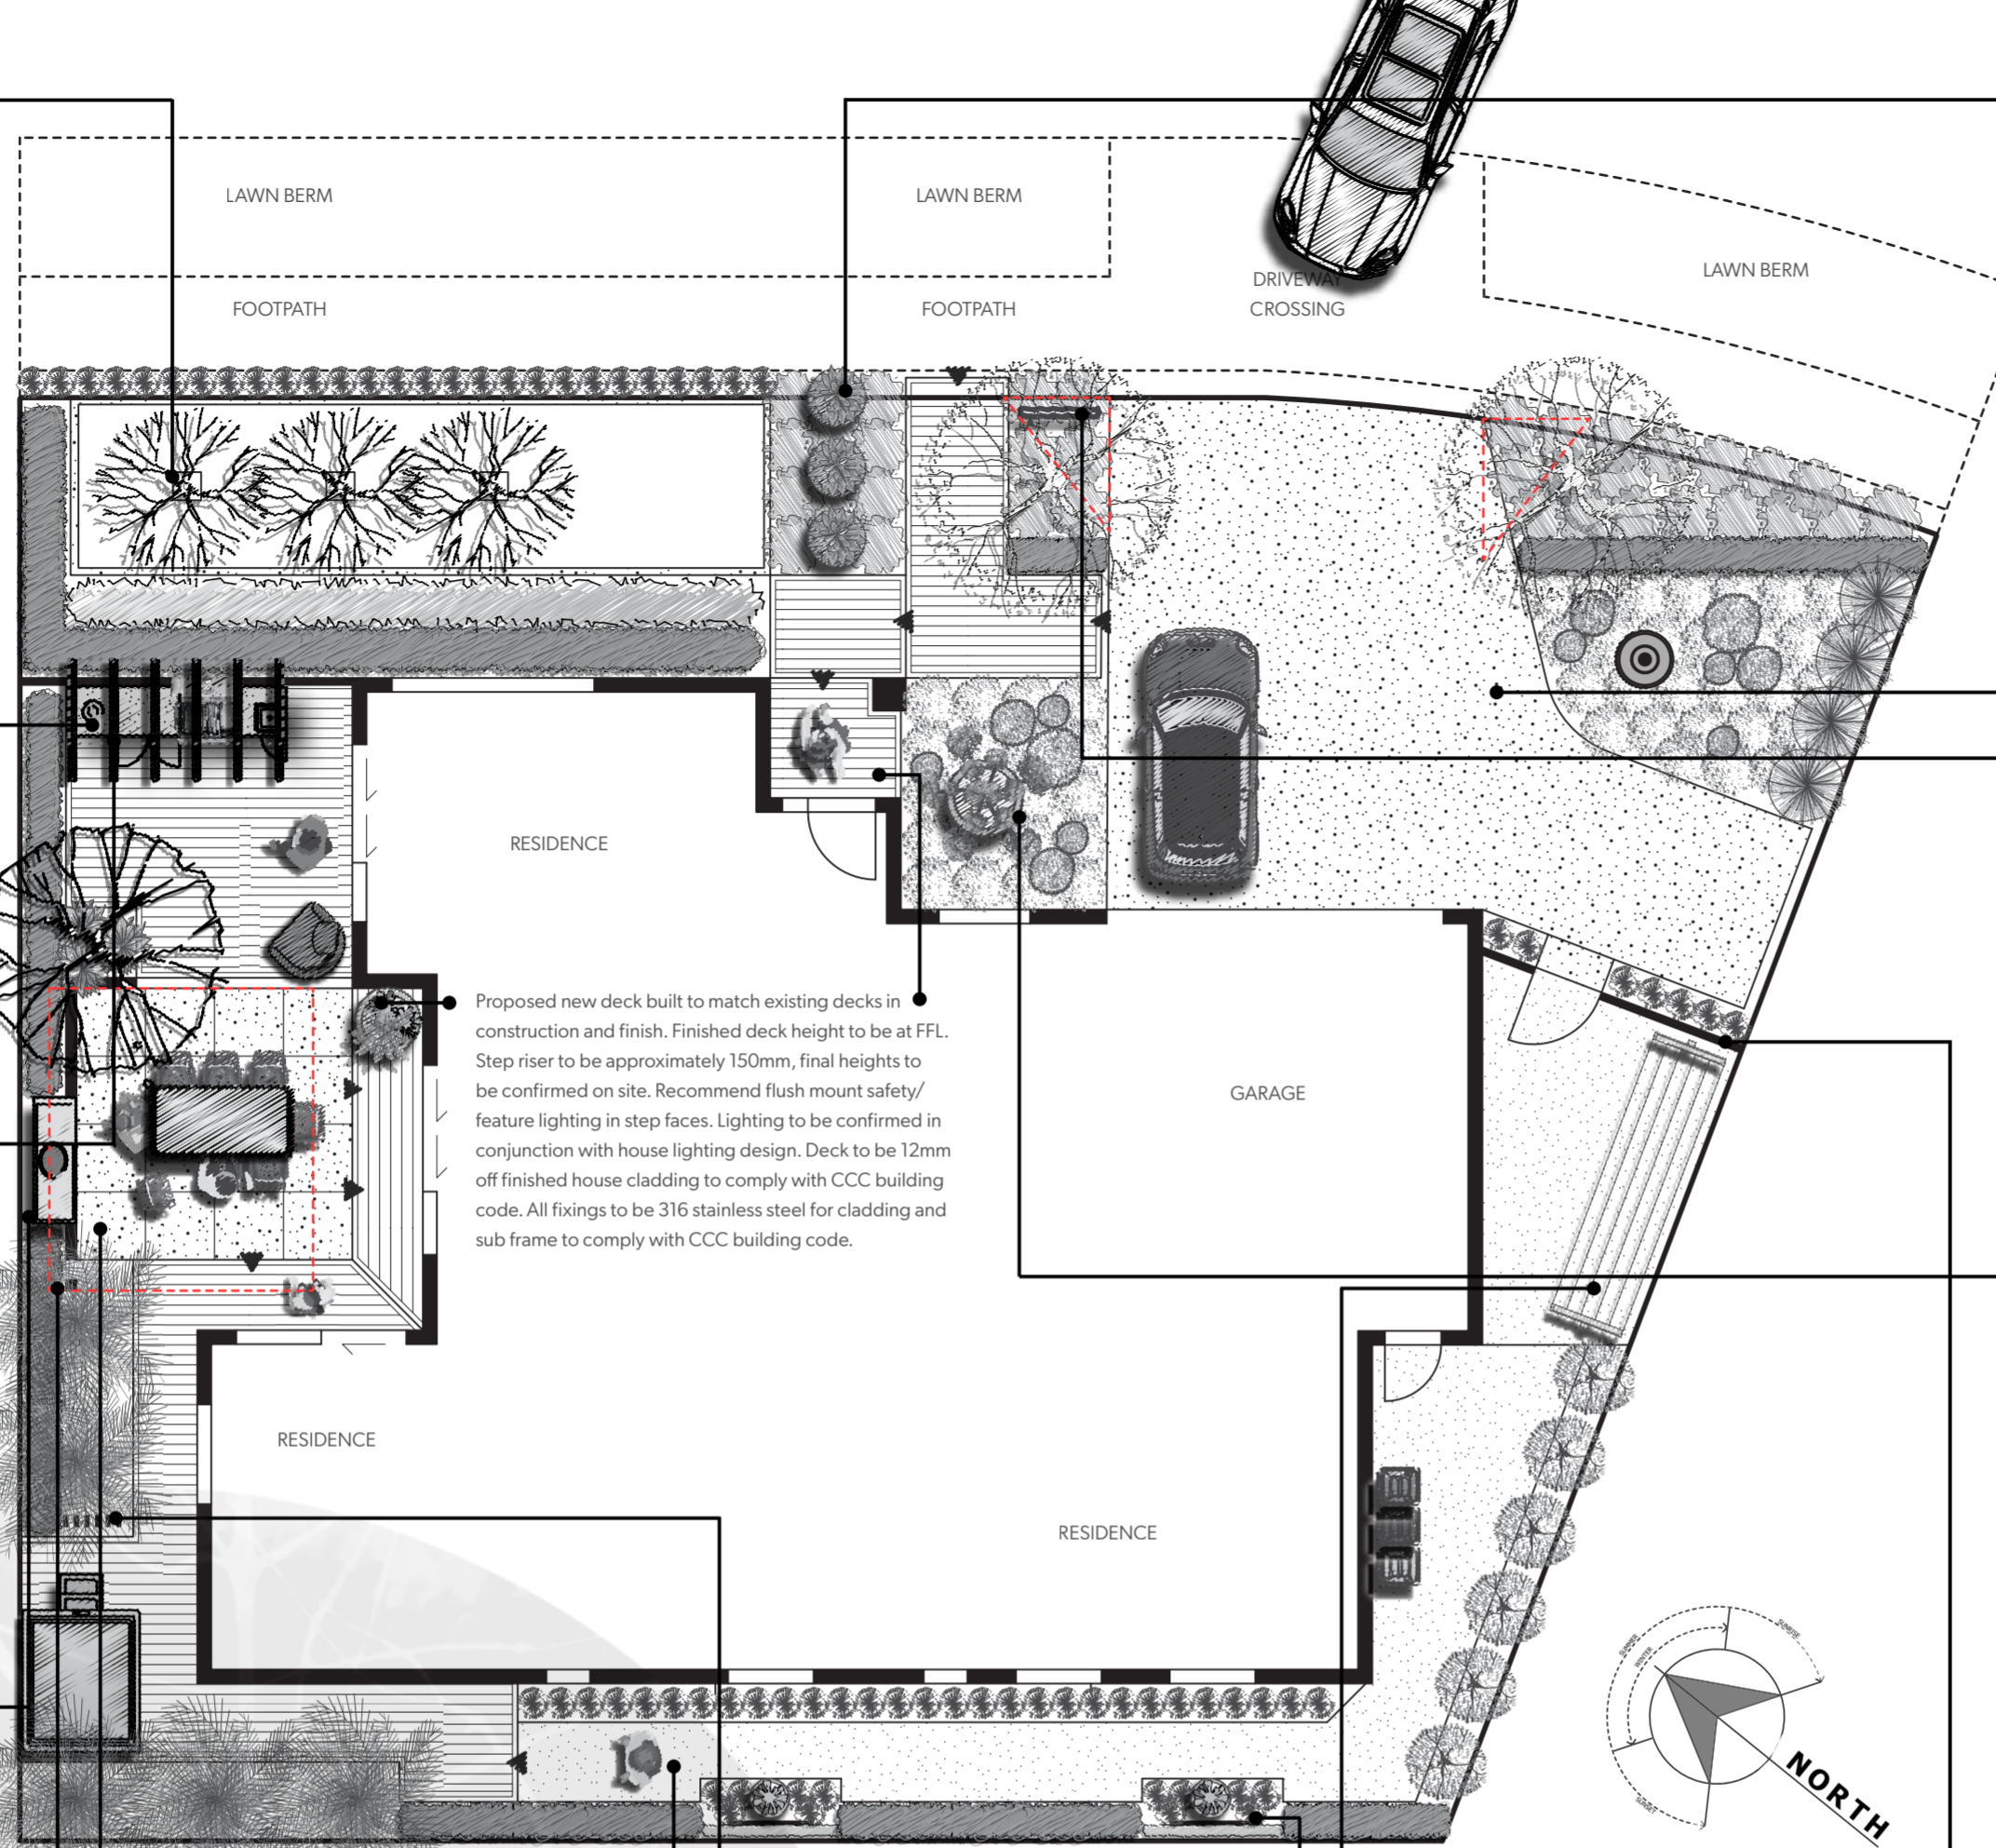 LAWN BERM
LAWN BERM
LAWN BERM
FOOTPATH
FOOTPATH
DRIVEWAY
CROSSING
RESIDENCE
Proposed new deck built to match existing decks in
construction and finish. Finished deck height to be at FFL.
Step riser to be approximately 150mm, final heights to
be confirmed on site. Recommend flush mount safety/
feature lighting in step faces. Lighting to be confirmed in
conjunction with house lighting design. Deck to be 12mm
off finished house cladding to comply with CCC building
code. All fixings to be 316 stainless steel for cladding and
sub frame to comply with CCC building code.
GARAGE
RESIDENCE
RESIDENCE
SUMMER
WINTER
SUNRISE
SUNSET
NORTH